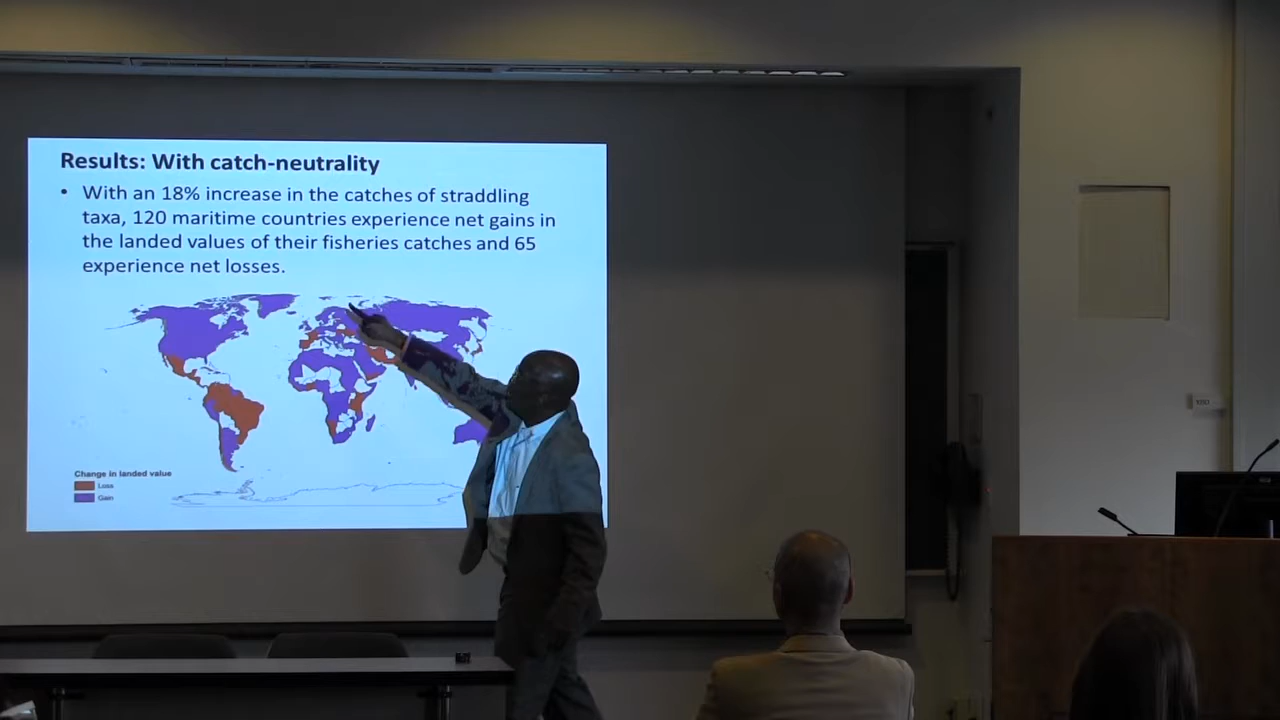 Results: With catch-neutrality
• With an 18% increase in the catches of straddling
taxa, 120 maritime countries experience net gains in
the landed values of their fisheries catches and 65
experience net losses.
Change in landed value
Loss
Gain